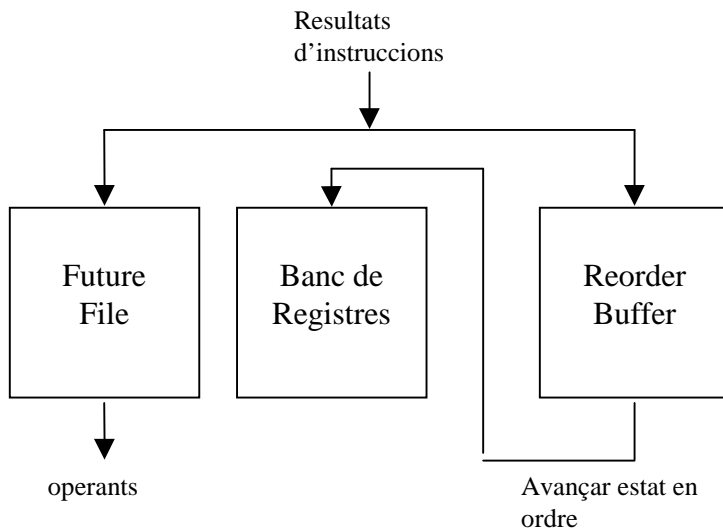 Resultats
d’instruccions
Future
File
Banc de
Registres
Reorder
Buffer
operants
Avançar estat en
ordre